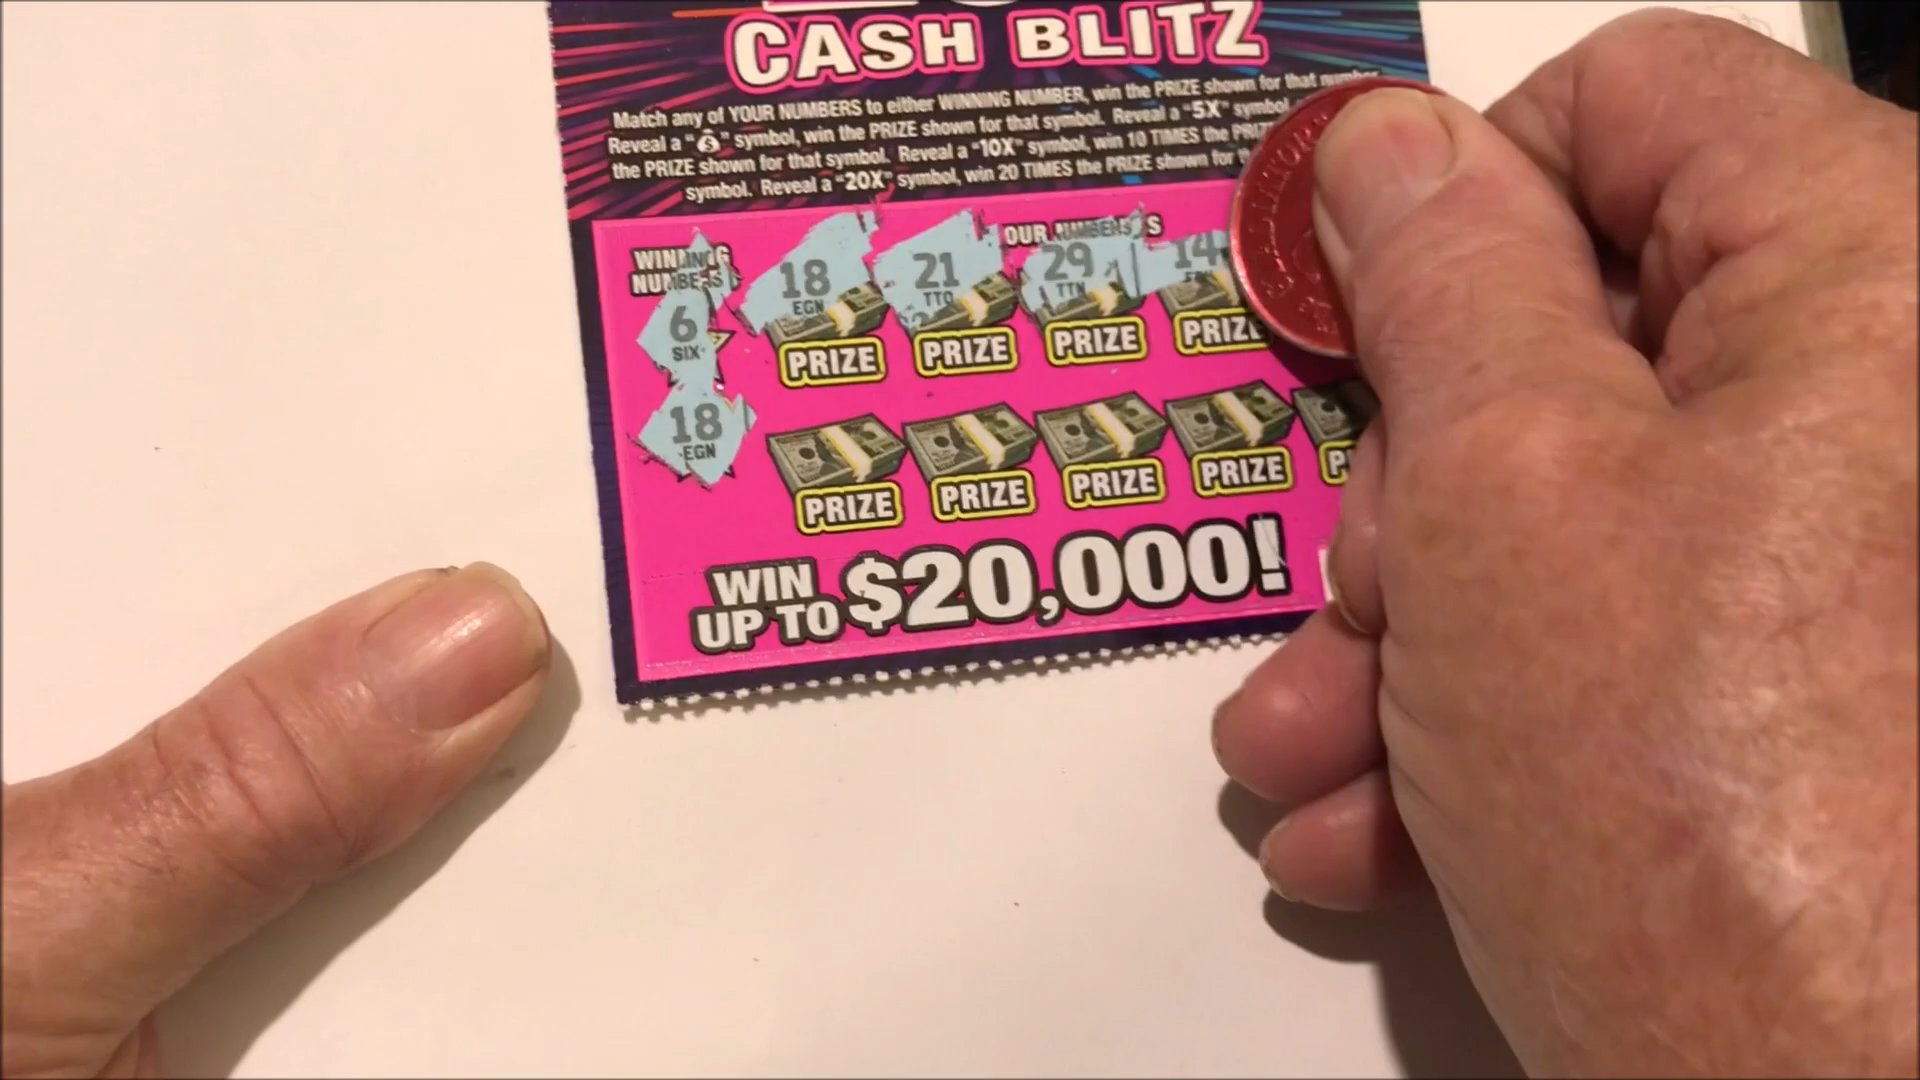 CASH BLITZ
Match any of YOUR NUMBERS to either WINNING NUMBER, win the PRIZE shown for that number.
Reveal a " " symbol, win the PRIZE shown for that symbol. Reveal a "5X" symbol
the PRIZE shown for that symbol. Reveal a "10X" symbol, win 10 TIMES the
symbol. Reveal a "20X" symbol, win 20 TIMES the PRIZE shown for
WINNING
NUMBERS
OUR NUMBERS
18 21 29 14
EGN TTO TTN
6
SIX
PRIZE PRIZE PRIZE PRIZE
18
EGN
PRIZE PRIZE PRIZE PRIZE
WIN
UP TO $20,000!